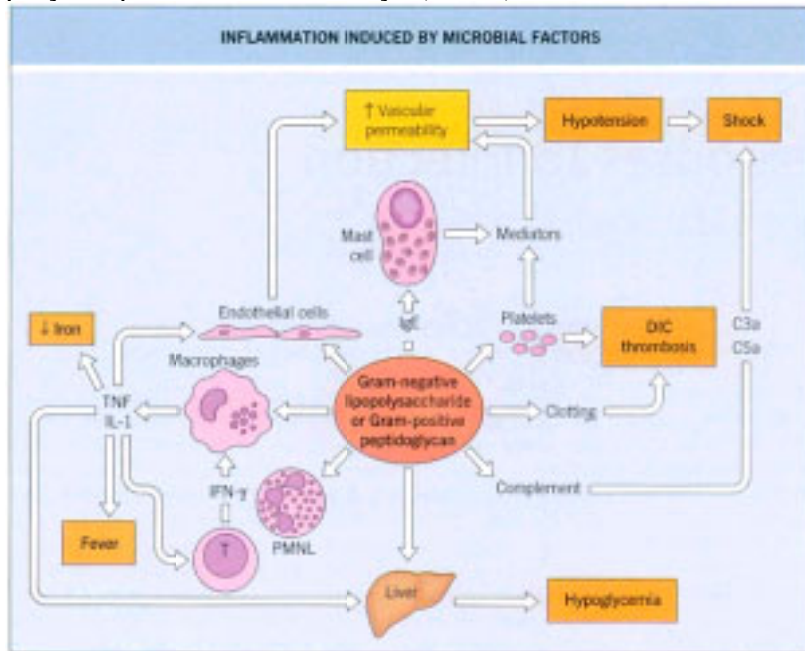 INFLAMMATION INDUCED BY MICROBIAL FACTORS
↑ Vascular
permeability
Hypotension
Shock
Mast
cell
Mediators
Endothelial cells
IgE
Platelets
↓ Iron
DIC
thrombosis
C3a
C5a
Macrophages
TNF
IL-1
Gram-negative
lipopolysaccharide
or Gram-positive
peptidoglycan
Clotting
IFN-γ
Complement
Fever
T
PMNL
Liver
Hypoglycemia